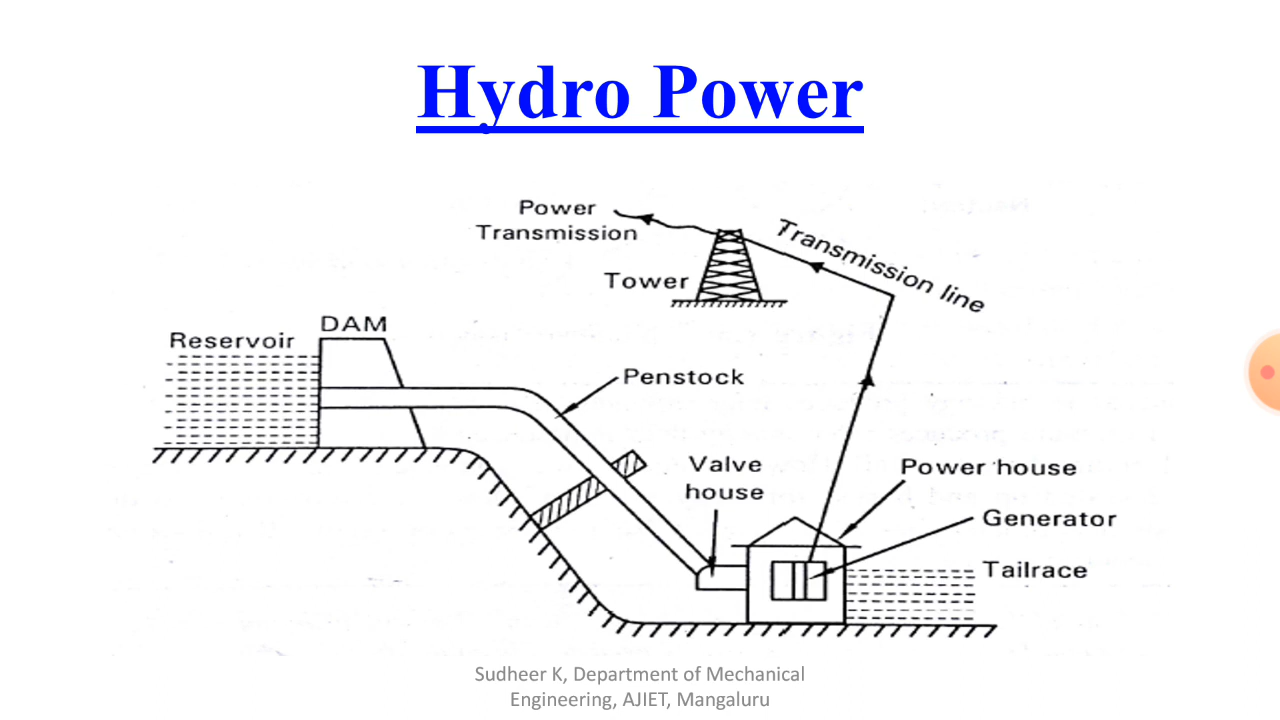 Hydro Power
Power
Transmission
Transmission line
Tower
DAM
Reservoir
Penstock
Valve
house
Power house
Generator
Tailrace
Sudheer K, Department of Mechanical
Engineering, AJIET, Mangaluru